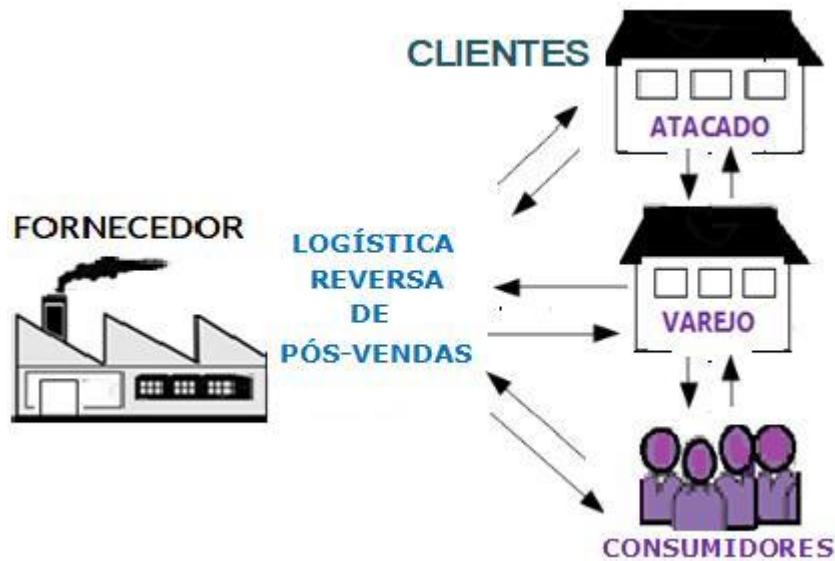 CLIENTES
ATACADO
FORNECEDOR
LOGÍSTICA
REVERSA
DE
PÓS-VENDAS
VAREJO
CONSUMIDORES